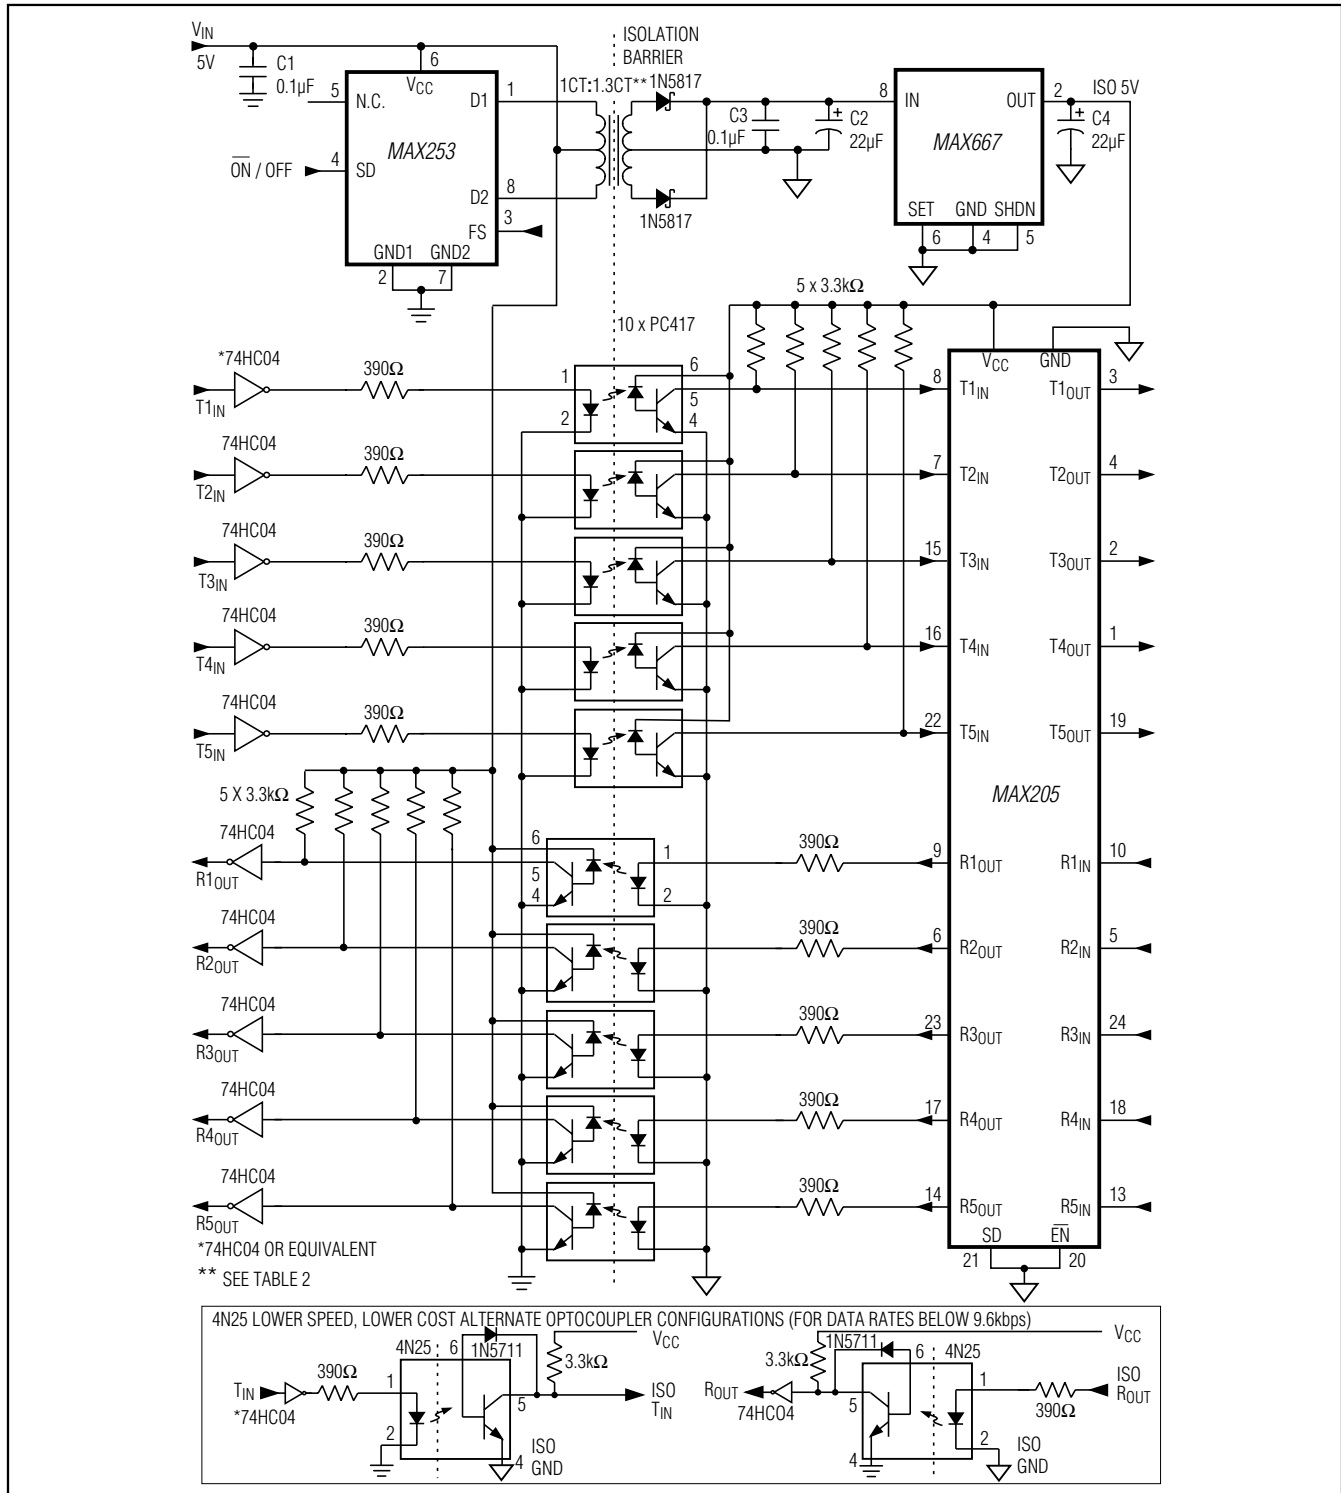 VIN
5V
C1
0.1µF
6
VCC
5
N.C.
D1
1
MAX253
ON / OFF
4
SD
D2
8
3
FS
GND1
GND2
2
7
ISOLATION
BARRIER
1CT:1.3CT**
1N5817
1N5817
C3
0.1µF
+
C2
22µF
8
IN
OUT
2
ISO 5V
MAX667
+
C4
22µF
SET
GND
SHDN
6
4
5
5 x 3.3kΩ
10 x PC417
*74HC04
390Ω
T1IN
1
2
6
5
4
VCC
GND
8
T1IN
T1OUT
3
74HC04
390Ω
T2IN
7
T2IN
T2OUT
4
74HC04
390Ω
T3IN
15
T3IN
T3OUT
2
74HC04
390Ω
T4IN
16
T4IN
T4OUT
1
74HC04
390Ω
T5IN
22
T5IN
T5OUT
19
MAX205
5 X 3.3kΩ
74HC04
R1OUT
6
5
4
1
2
390Ω
9
R1OUT
R1IN
10
74HC04
R2OUT
390Ω
6
R2OUT
R2IN
5
74HC04
R3OUT
390Ω
23
R3OUT
R3IN
24
74HC04
R4OUT
390Ω
17
R4OUT
R4IN
18
74HC04
R5OUT
390Ω
14
R5OUT
R5IN
13
SD
EN
21
20
*74HC04 OR EQUIVALENT
** SEE TABLE 2
4N25 LOWER SPEED, LOWER COST ALTERNATE OPTOCOUPLER CONFIGURATIONS (FOR DATA RATES BELOW 9.6kbps)
TIN
*74HC04
390Ω
1
2
4N25
6
1N5711
5
4
3.3kΩ
VCC
ISO
TIN
ISO
GND
ROUT
74HC04
3.3kΩ
1N5711
6
4N25
5
4
1
2
390Ω
VCC
ISO
ROUT
ISO
GND